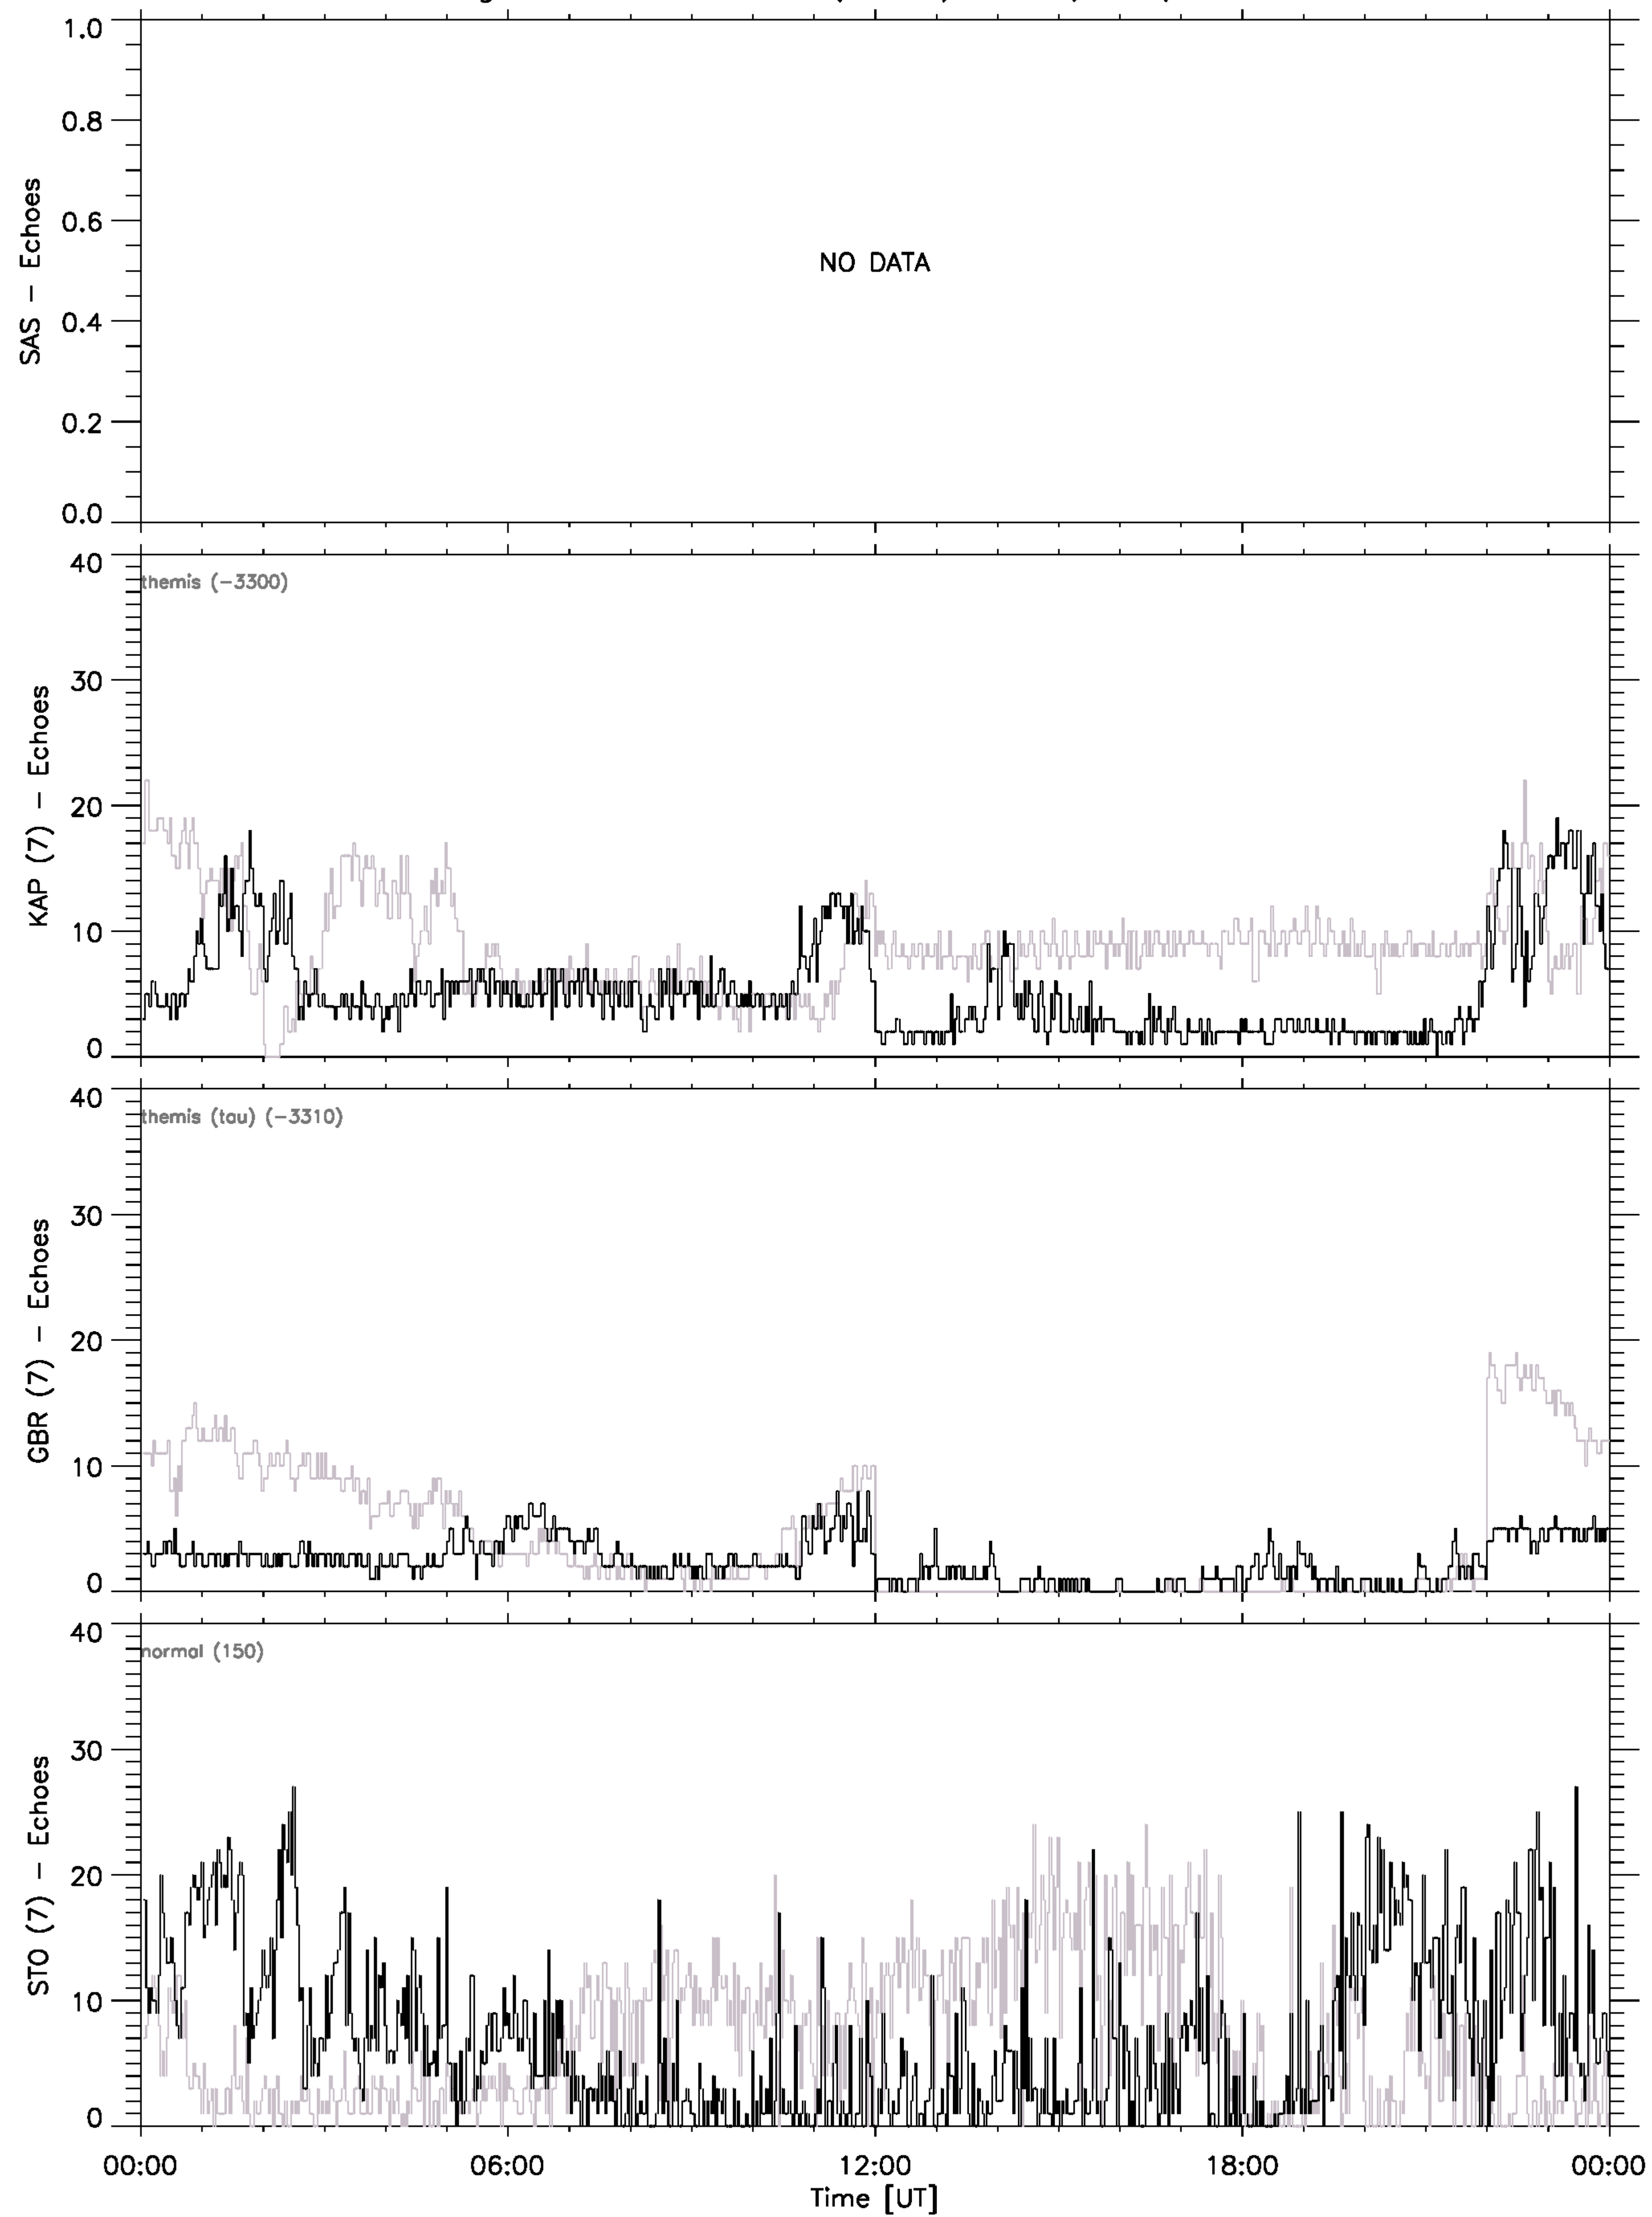 1.0
0.8
0.6
0.4
0.2
0.0
SAS - Echoes
NO DATA
40
30
20
10
0
KAP (7) - Echoes
themis (-3300)
40
30
20
10
0
GBR (7) - Echoes
themis (tau) (-3310)
40
30
20
10
0
STO (7) - Echoes
normal (150)
00:00 06:00 12:00 18:00 00:00
Time [UT]